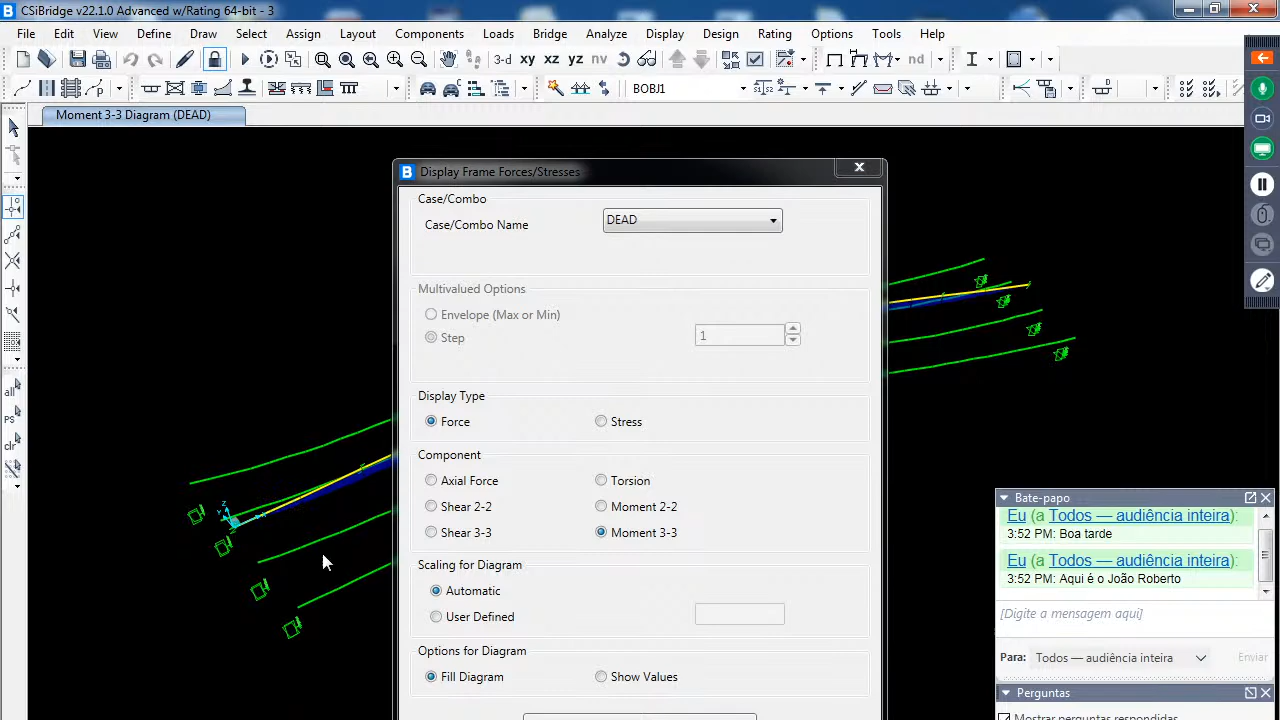 CSiBridge v22.1.0 Advanced w/Rating 64-bit - 3
File Edit View Define Draw Select Assign Layout Components Loads Bridge Analyze Display Design Rating Options Tools Help
3-d xy xz yz nv nd
BOBJ1
Moment 3-3 Diagram (DEAD)
all
PS
clr
Display Frame Forces/Stresses
Case/Combo
Case/Combo Name DEAD
Multivalued Options
Envelope (Max or Min)
Step 1
Display Type
Force Stress
Component
Axial Force Torsion
Shear 2-2 Moment 2-2
Shear 3-3 Moment 3-3
Scaling for Diagram
Automatic
User Defined
Options for Diagram
Fill Diagram Show Values
Z
Y
X
Bate-papo
Eu (a Todos — audiência inteira):
3:52 PM: Boa tarde
Eu (a Todos — audiência inteira):
3:52 PM: Aqui é o João Roberto
[Digite a mensagem aqui]
Para: Todos — audiência inteira Enviar
Perguntas
Mostrar perguntas respondidas